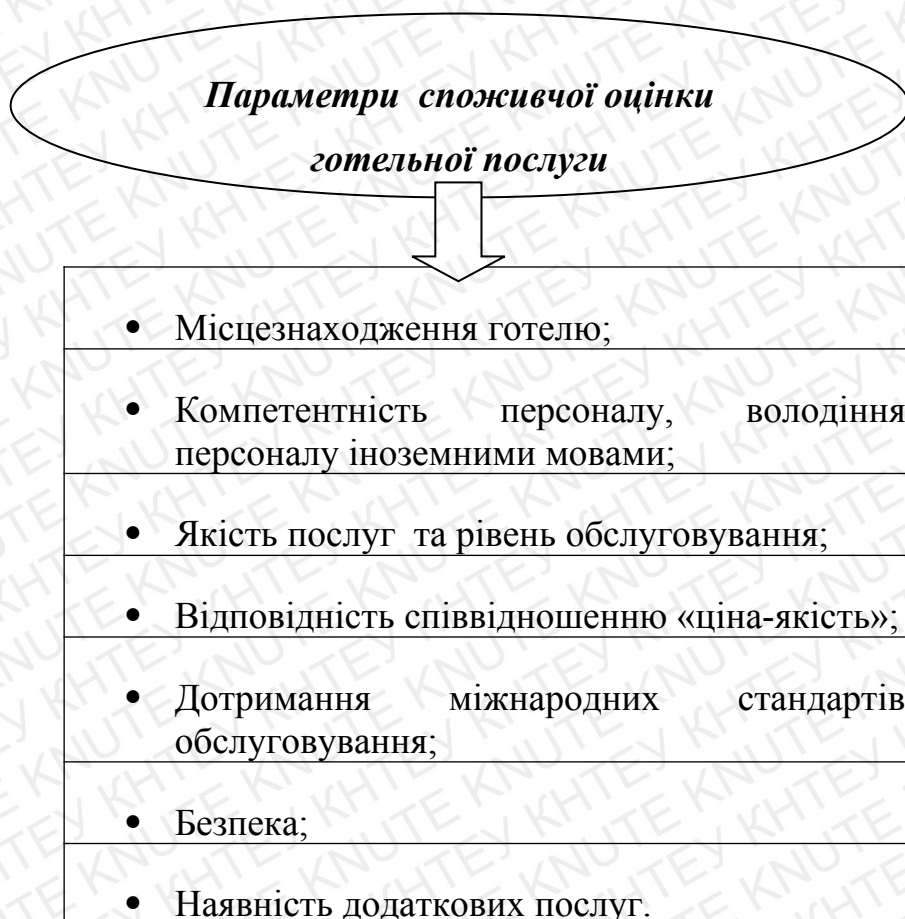 Параметри споживчої оцінки
готельної послуги
• Місцезнаходження готелю;
• Компетентність персоналу, володіння
персоналу іноземними мовами;
• Якість послуг та рівень обслуговування;
• Відповідність співвідношенню «ціна-якість»;
• Дотримання міжнародних стандартів
обслуговування;
• Безпека;
• Наявність додаткових послуг.